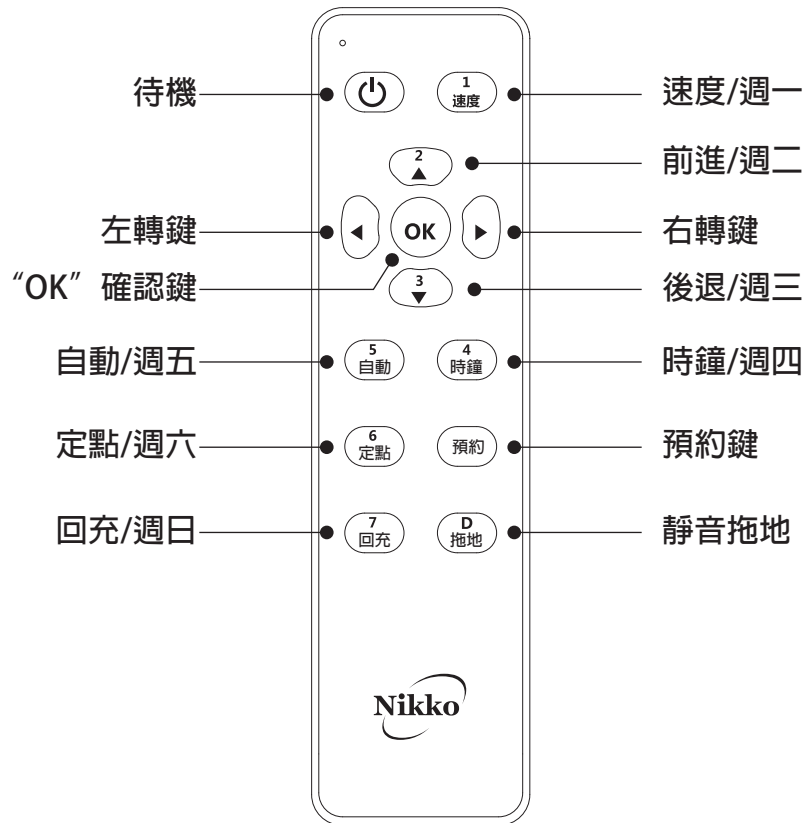 待機
1
速度
速度/週一
2
前進/週二
左轉鍵
OK
右轉鍵
“OK” 確認鍵
3
後退/週三
自動/週五
5
自動
4
時鐘
時鐘/週四
定點/週六
6
定點
預約
預約鍵
回充/週日
7
回充
D
拖地
靜音拖地
Nikko